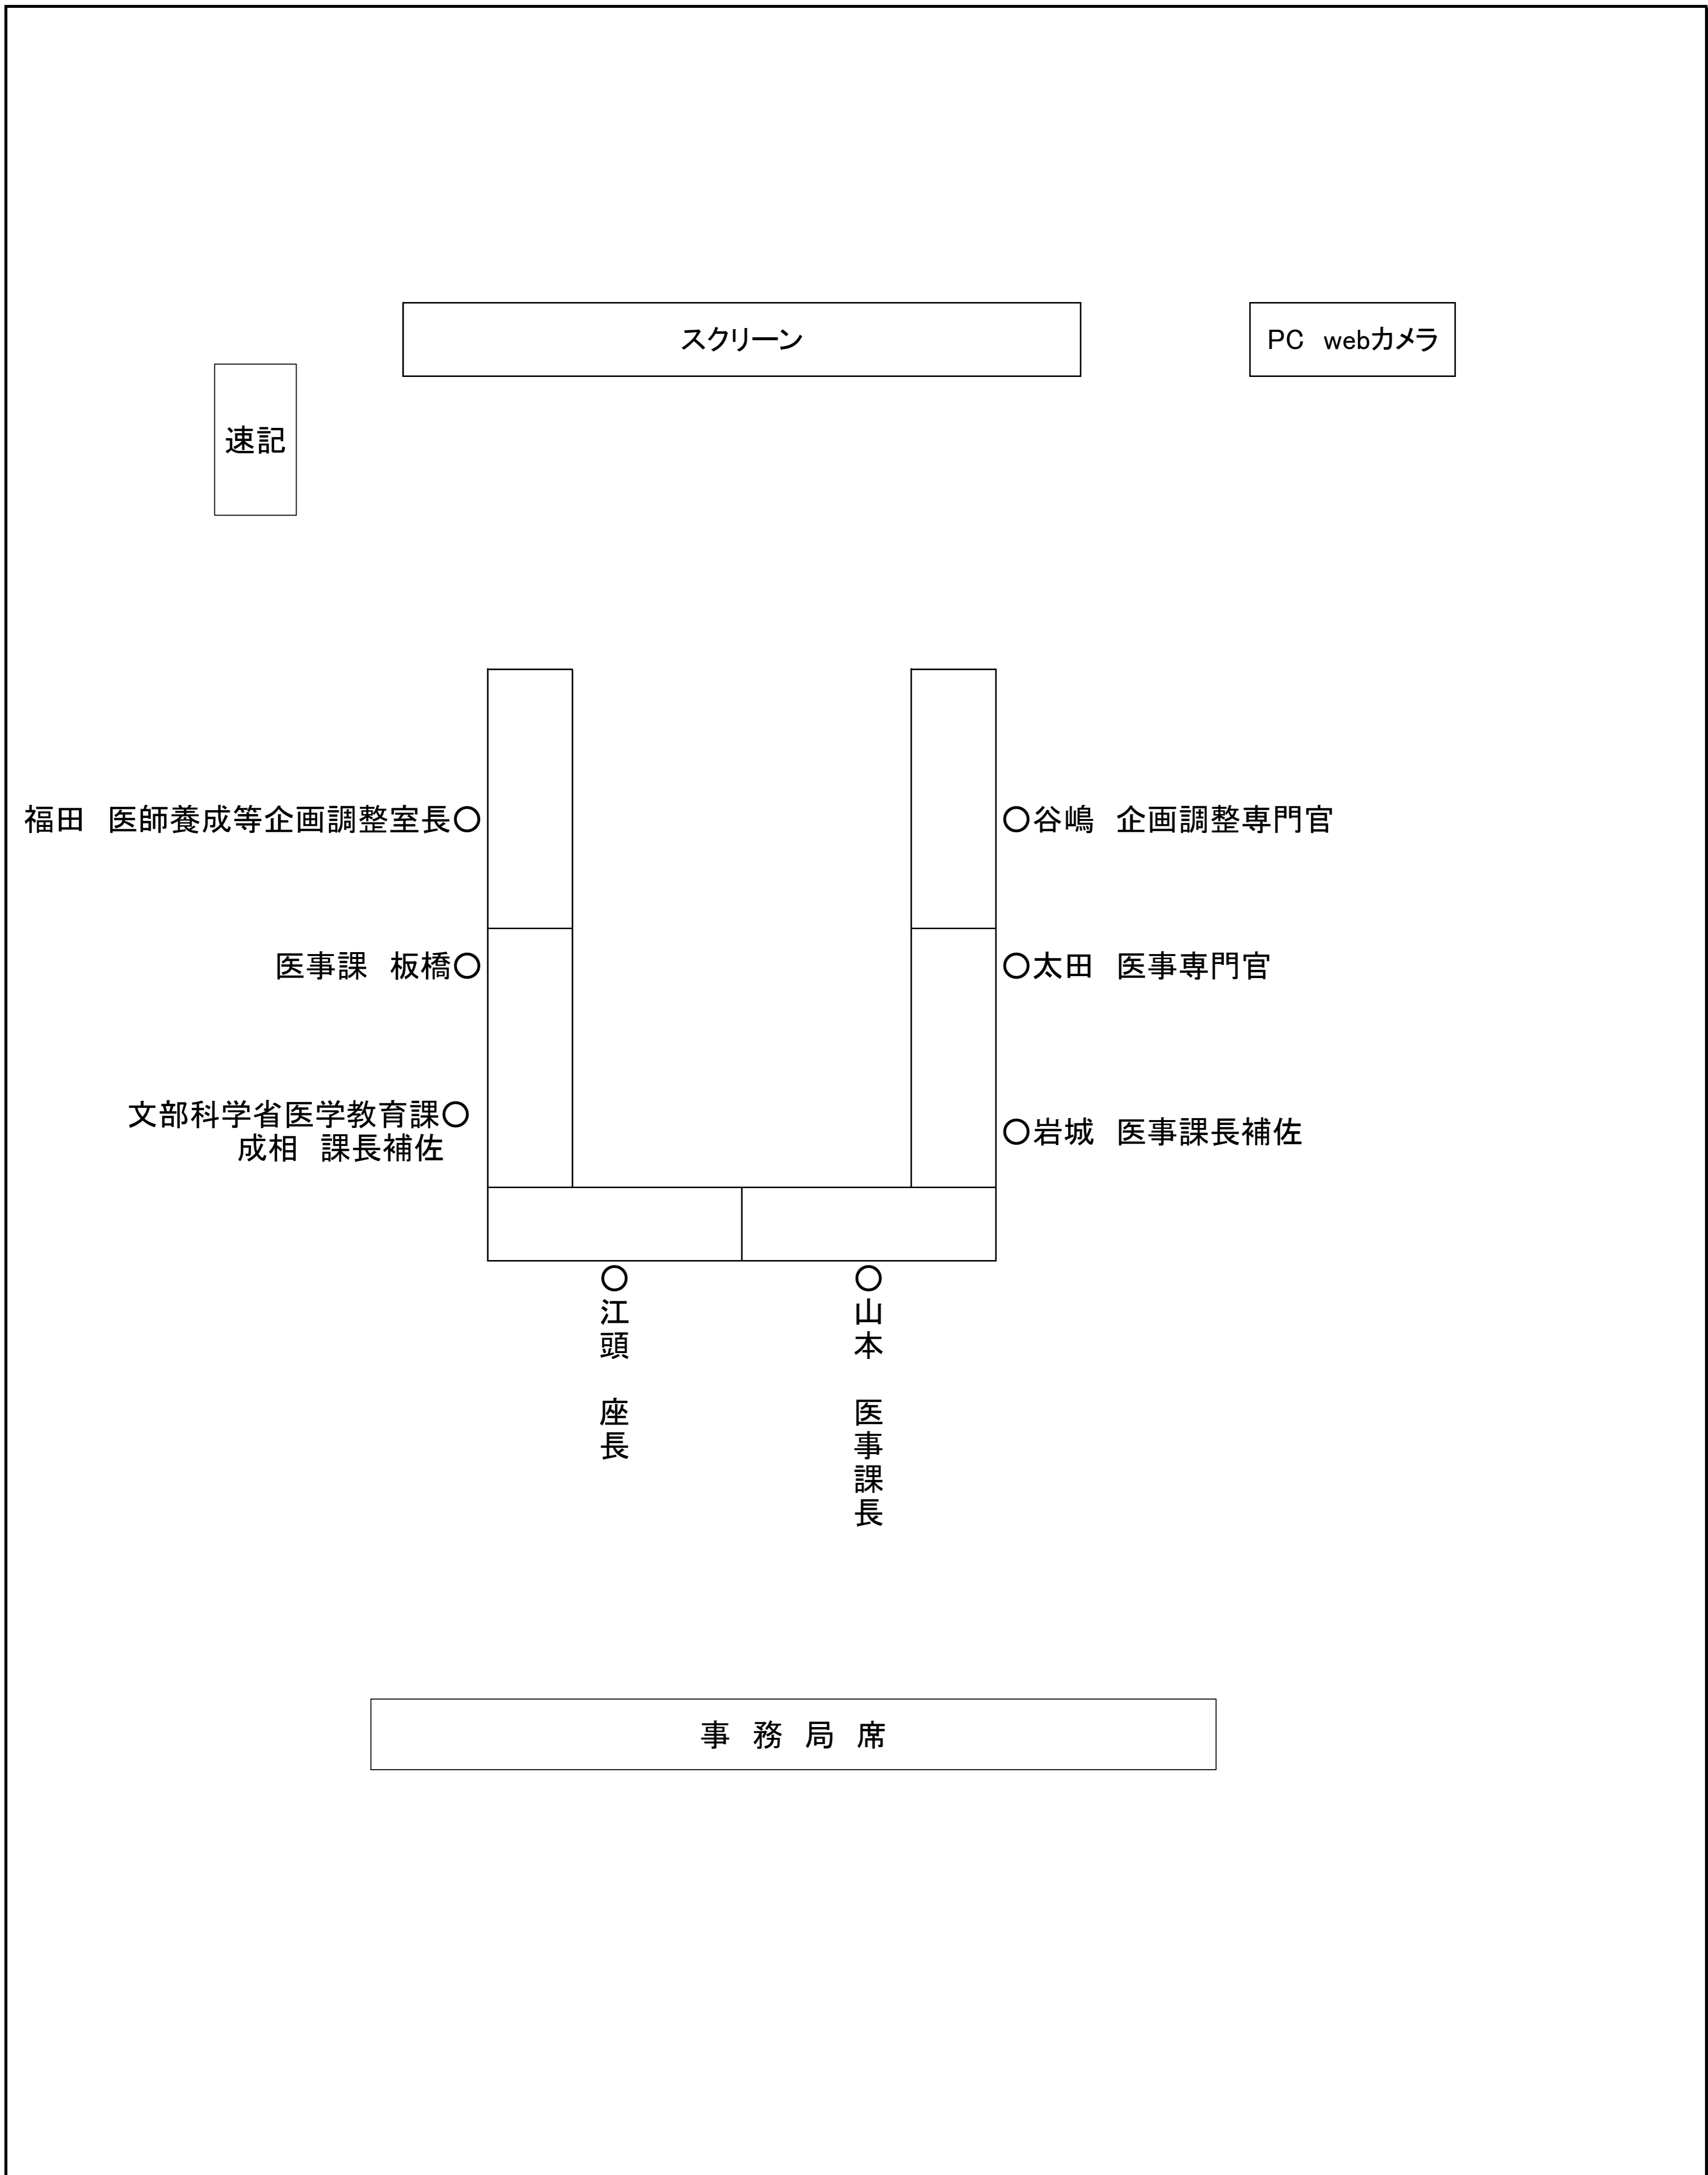 スクリーン
PC　webカメラ
速記
福田　医師養成等企画調整室長○
○谷嶋　企画調整専門官
医事課　板橋○
○太田　医事専門官
文部科学省医学教育課○
成相　課長補佐
○岩城　医事課長補佐
○江頭　座長
○山本　医事課長
事　務　局　席